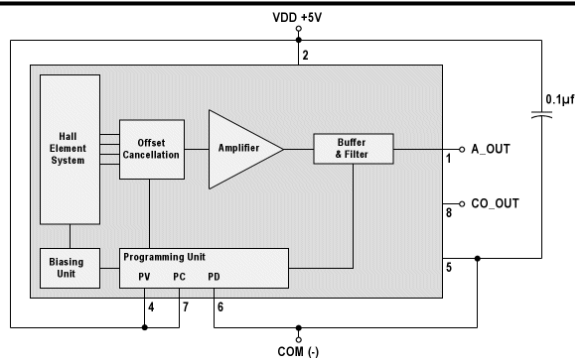 VDD +5V
2
0.1µf
Hall
Element
System
Offset
Cancellation
Amplifier
Buffer
& Filter
1
A_OUT
8
CO_OUT
Biasing
Unit
Programming Unit
PV PC PD
5
4 7 6
COM (-)